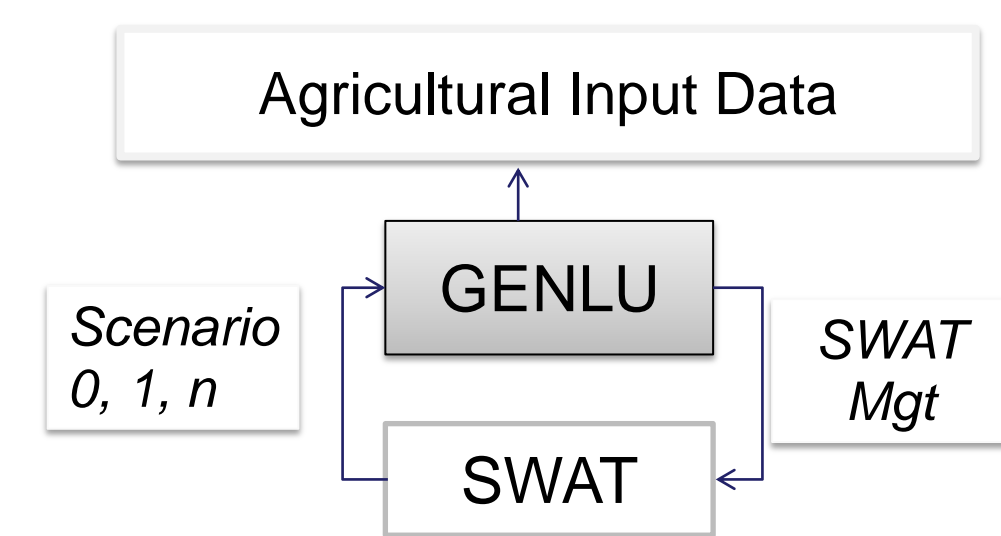 Agricultural Input Data
GENLU
Scenario
0, 1, n
SWAT
Mgt
SWAT